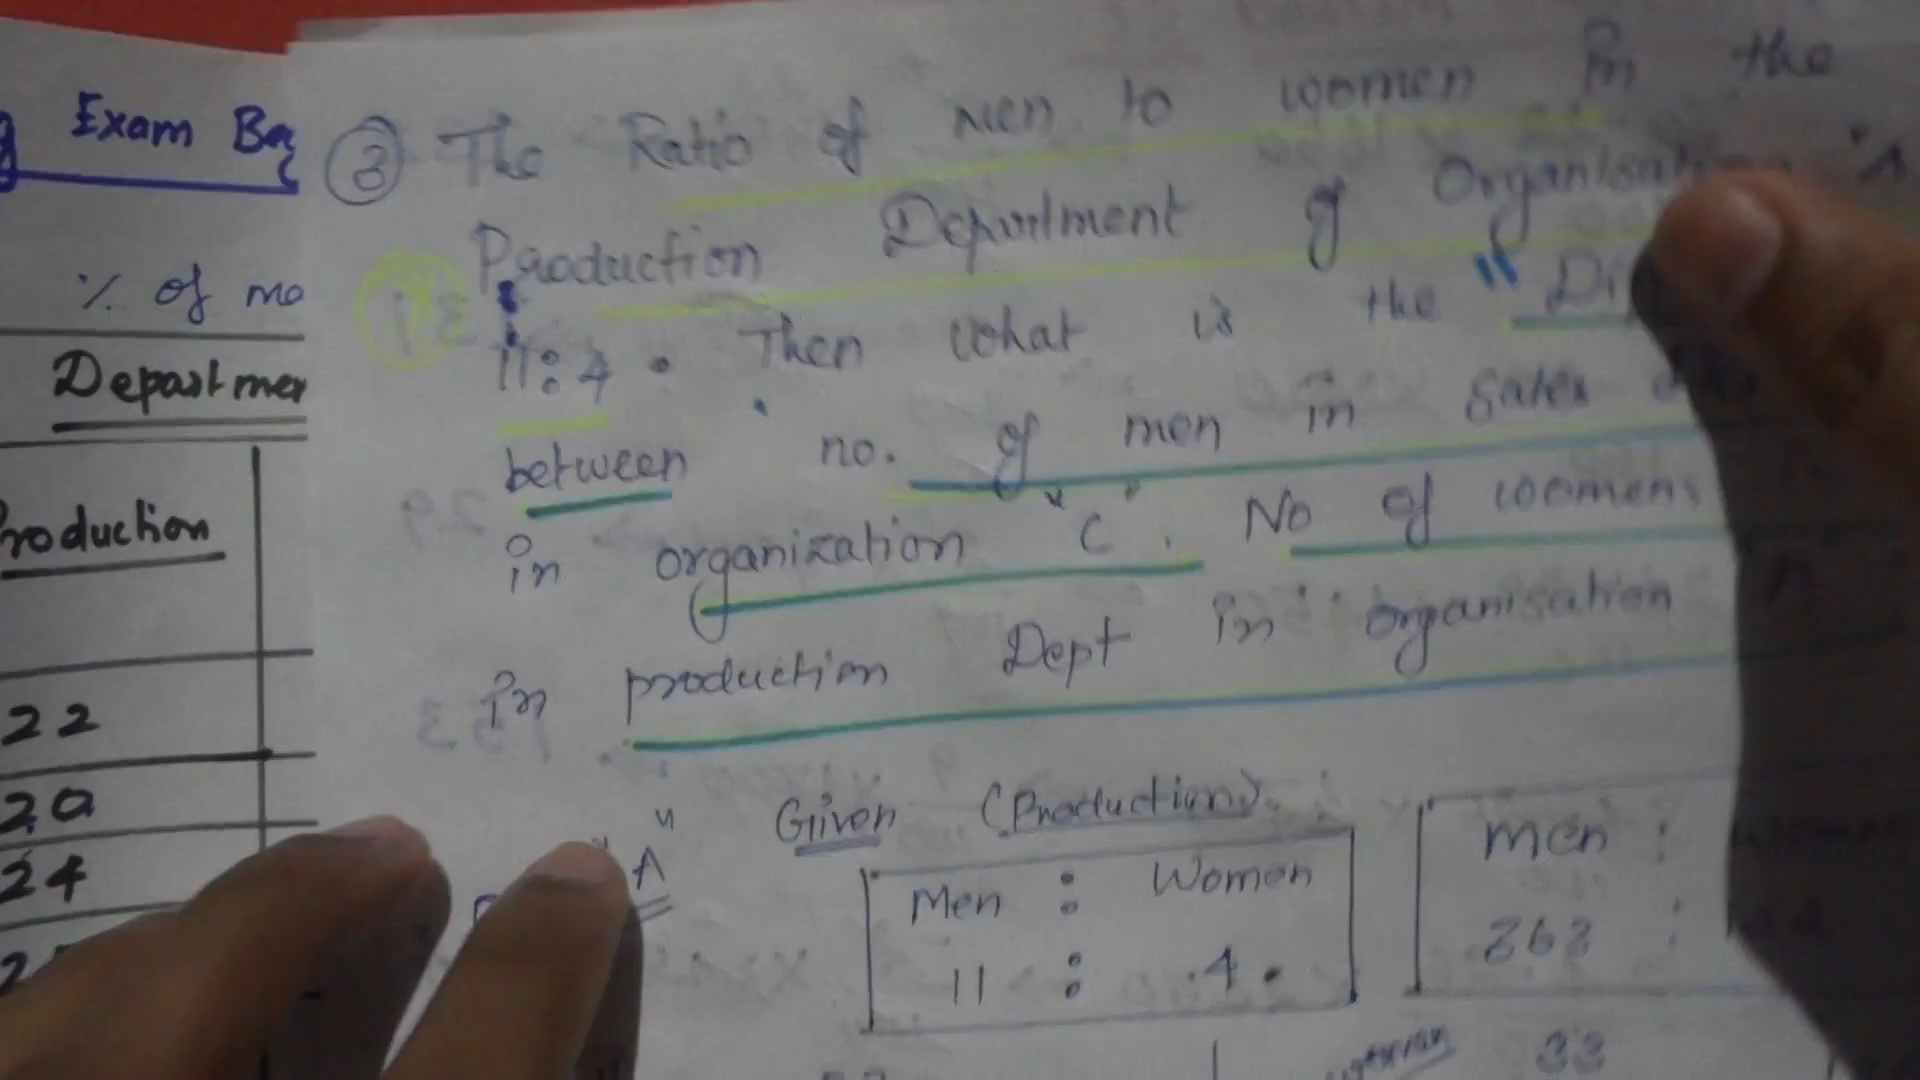 Exam
% of mo
Departmen
roduction
22
20
24
③ The Ratio of Men to women in the
Production Department of Organisation "A
11:4. Then what is the "Di
between no. of men in sales
in organization "C". No of womens
in production Dept in organisation
"A
Given (Production)
Men : Women
11 : 4.
Men :
363 :
33